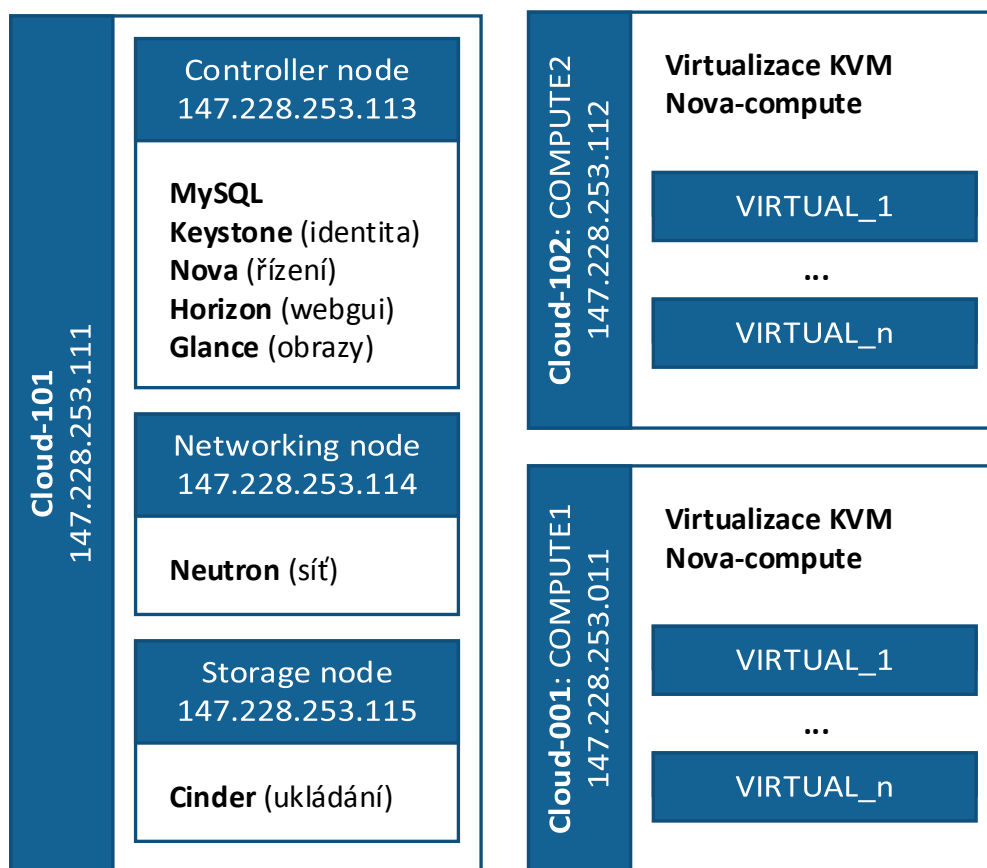 Cloud-101
147.228.253.111
Controller node
147.228.253.113
MySQL
Keystone (identita)
Nova (řízení)
Horizon (webgui)
Glance (obrazy)
Networking node
147.228.253.114
Neutron (síť)
Storage node
147.228.253.115
Cinder (ukládání)
Cloud-102: COMPUTE2
147.228.253.112
Virtualizace KVM
Nova-compute
VIRTUAL_1
...
VIRTUAL_n
Cloud-001: COMPUTE1
147.228.253.011
Virtualizace KVM
Nova-compute
VIRTUAL_1
...
VIRTUAL_n